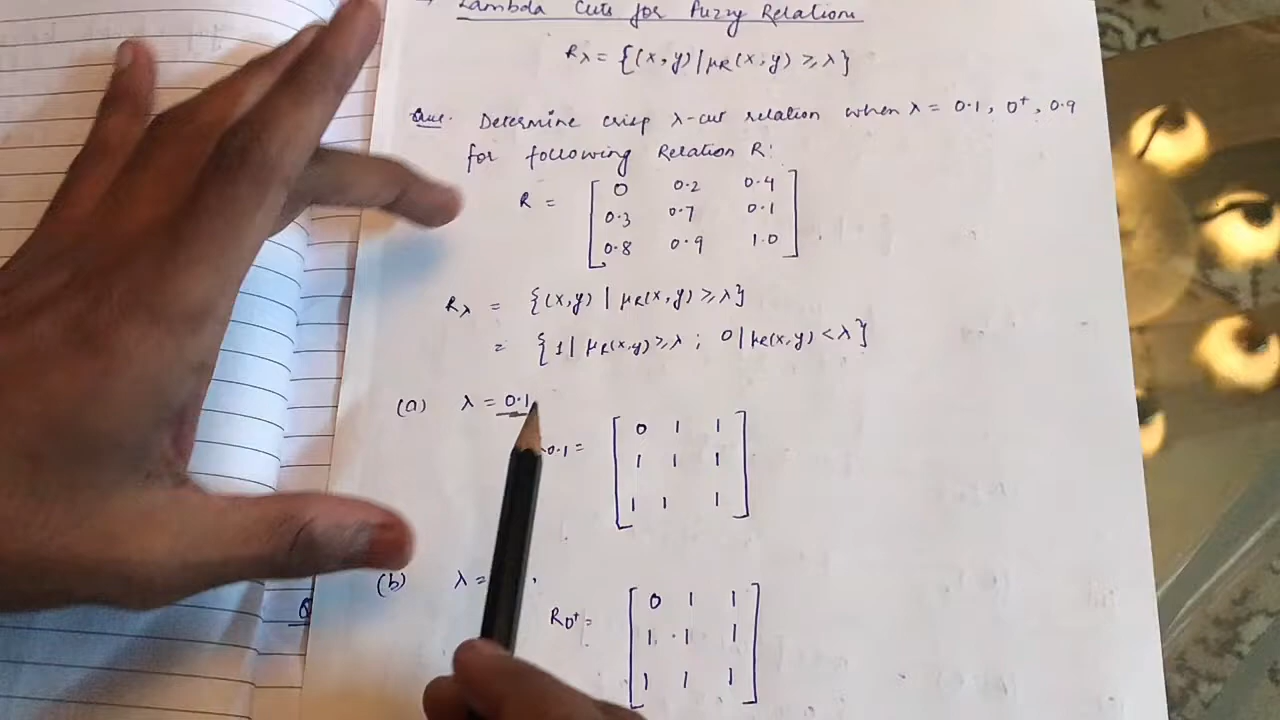 Lambda Cuts for Fuzzy Relations
Rλ = {(x,y) | μR(x,y) ≥ λ}
Que. Determine crisp λ-cut relation when λ = 0.1, 0⁺, 0.9
for following Relation R:
R = [0 0.2 0.4
0.3 0.7 0.1
0.8 0.9 1.0]
Rλ = {(x,y) | μR(x,y) ≥ λ}
= {1 | μR(x,y) ≥ λ ; 0 | μR(x,y) < λ}
(a) λ = 0.1
0.1 = [0 1 1
1 1 1
1 1 1]
(b) λ =
R0⁺ = [0 1 1
1 1 1
1 1 1]